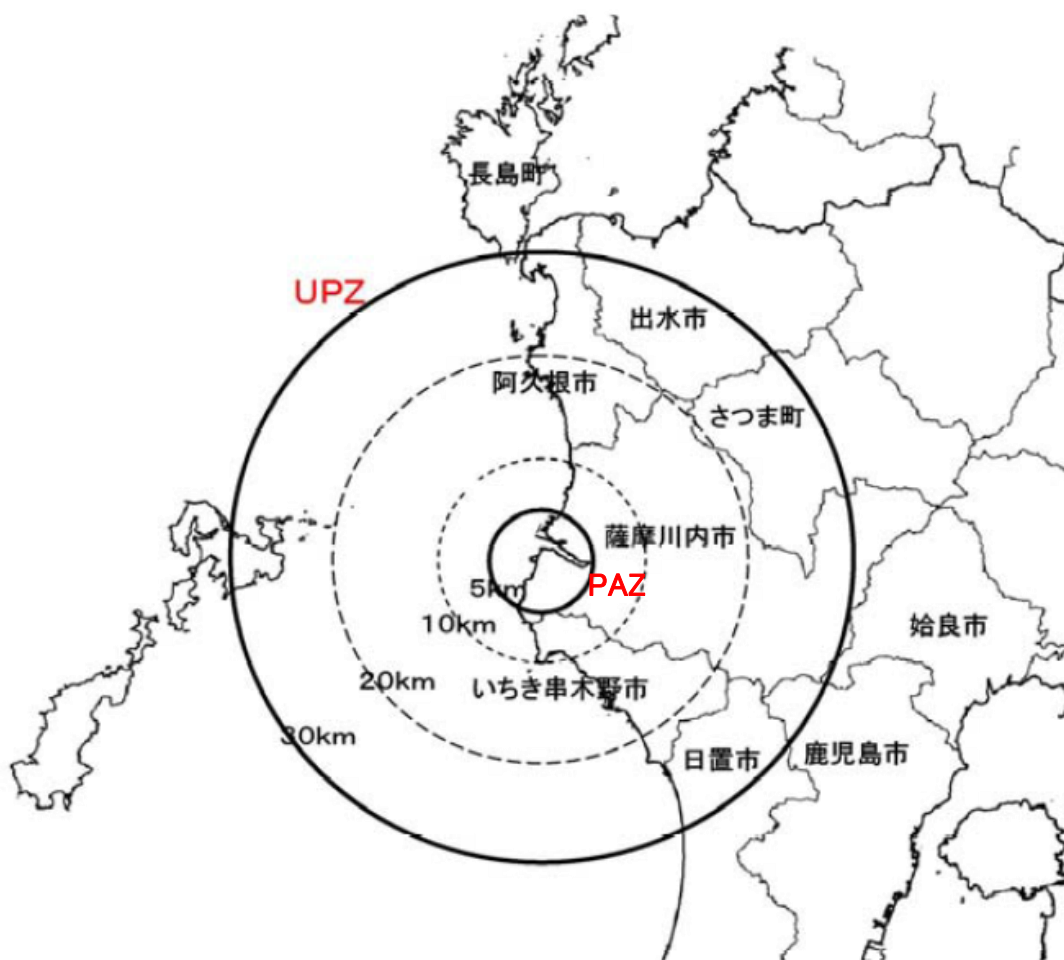 長島町
UPZ
出水市
阿久根市
さつま町
薩摩川内市
5km
PAZ
10km
姶良市
20km
いちき串木野市
30km
日置市
鹿児島市